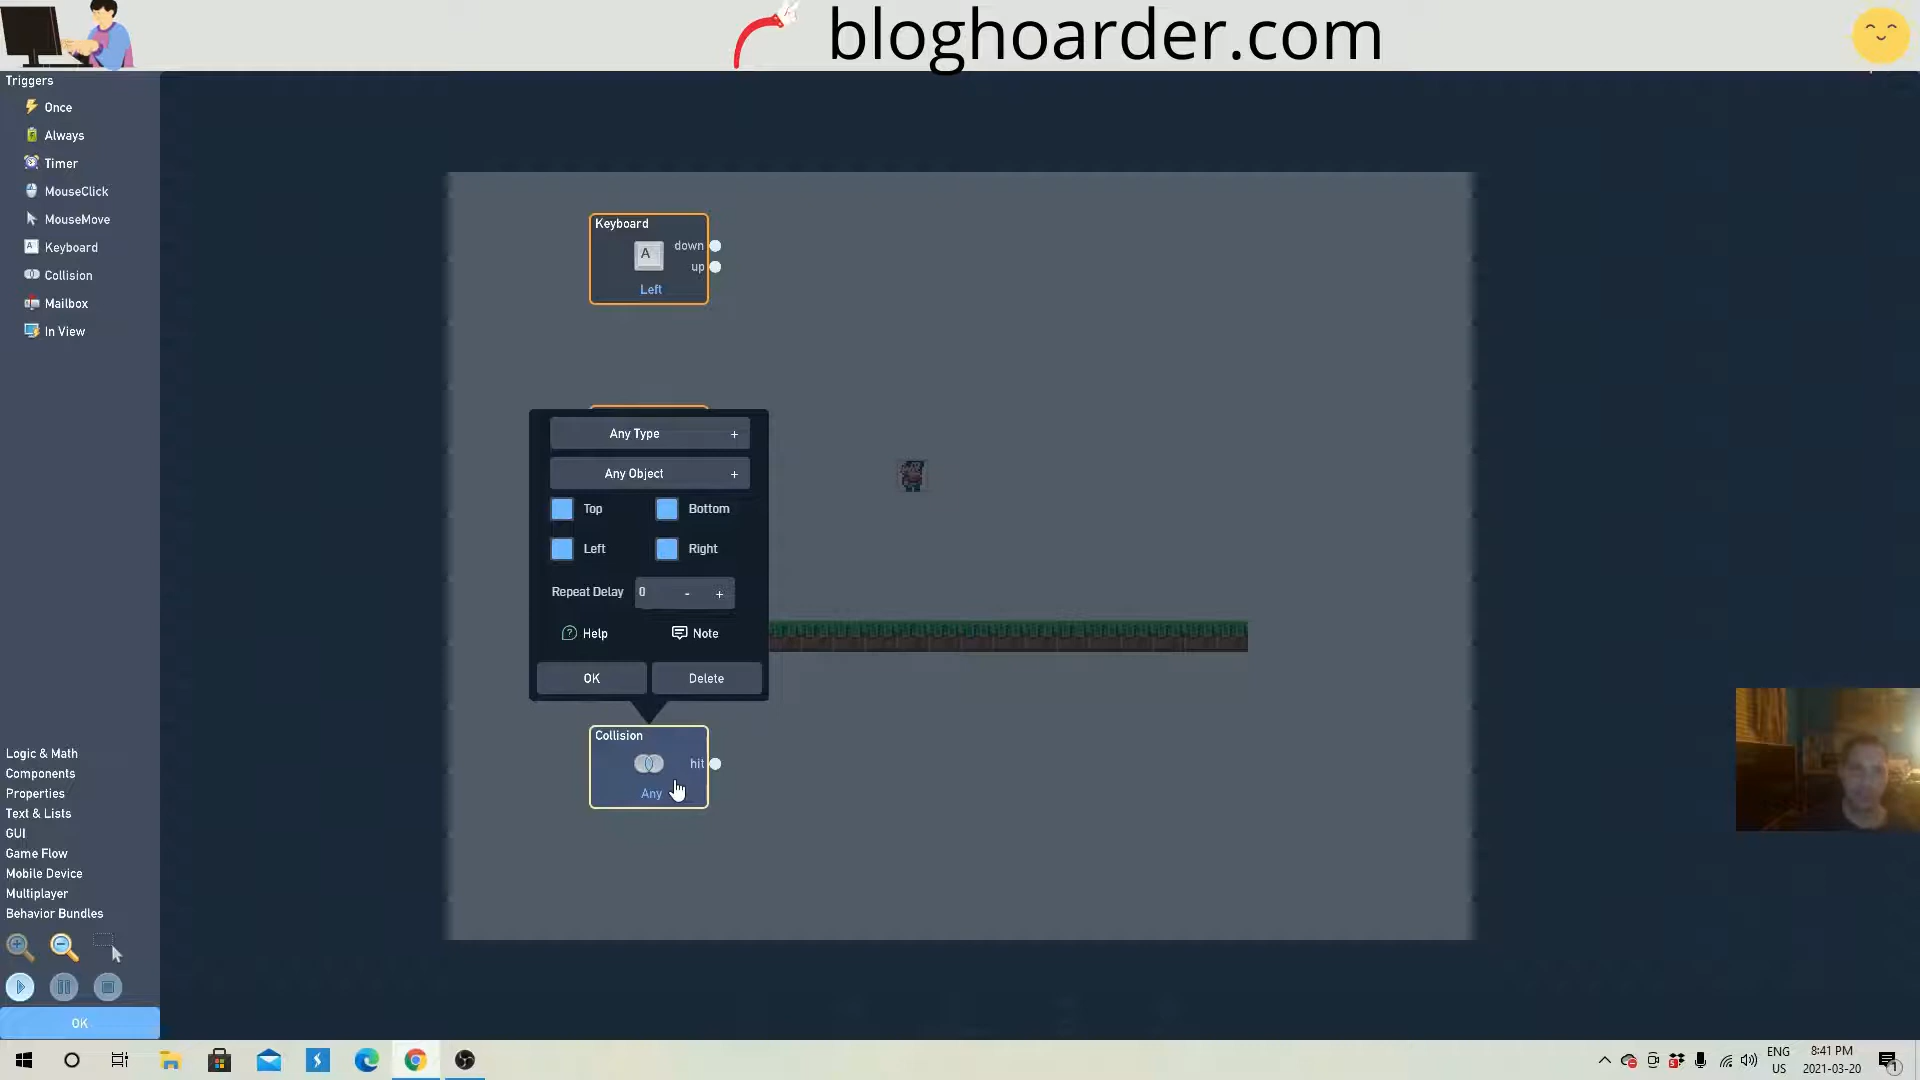 bloghoarder.com
Triggers
Once
Always
Timer
MouseClick
MouseMove
A Keyboard
Collision
Mailbox
In View
Keyboard
A
down
up
Left
Any Type +
Any Object +
Top
Bottom
Left
Right
Repeat Delay 0 - +
? Help
Note
OK
Delete
Collision
hit
Any
Logic & Math
Components
Properties
Text & Lists
GUI
Game Flow
Mobile Device
Multiplayer
Behavior Bundles
OK
ENG
US
8:41 PM
2021-03-20
1